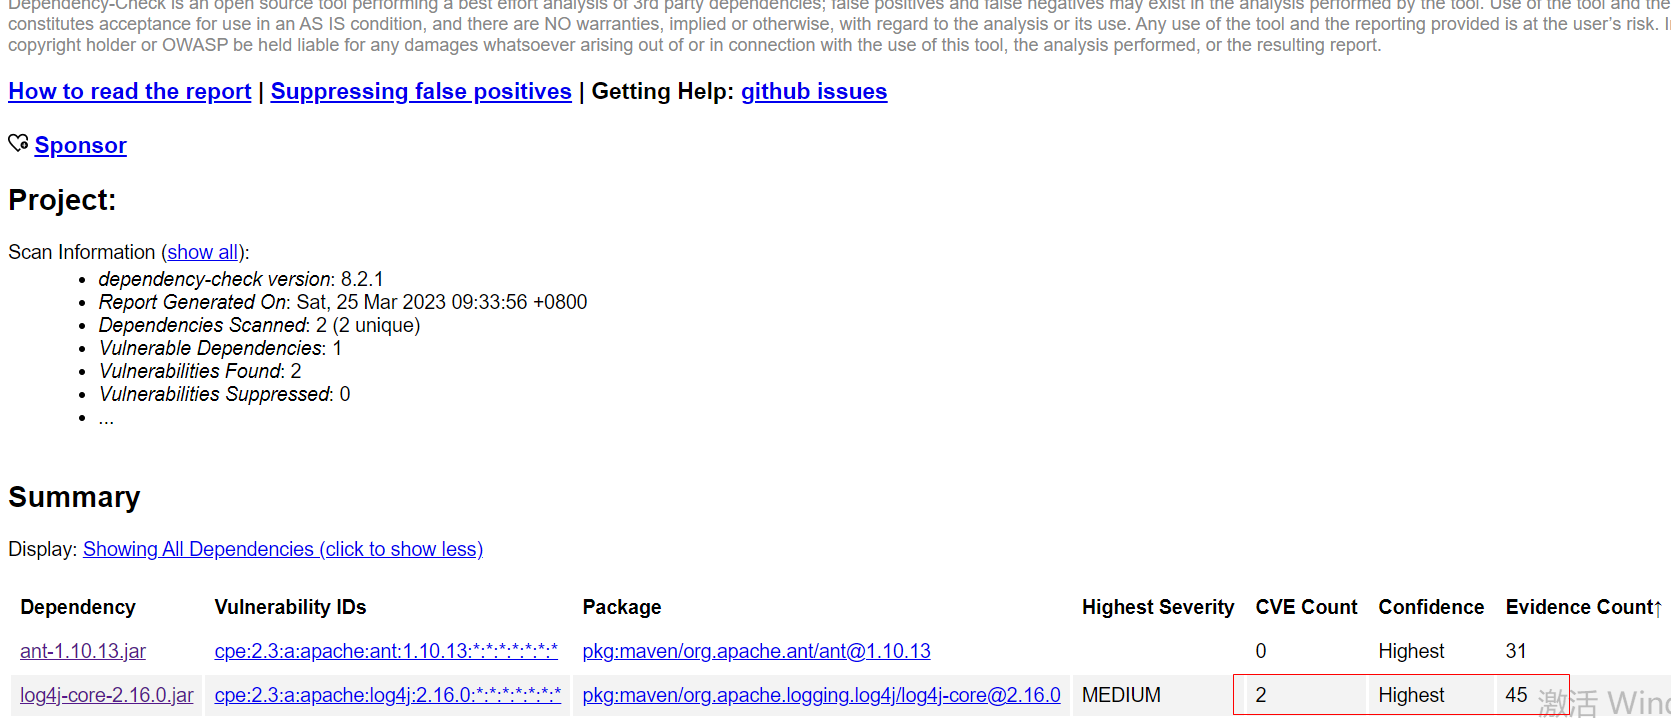 Dependency-Check is an open source tool performing a best effort analysis of 3rd party dependencies; false positives and false negatives may exist in the analysis performed by the tool. Use of the tool and the
constitutes acceptance for use in an AS IS condition, and there are NO warranties, implied or otherwise, with regard to the analysis or its use. Any use of the tool and the reporting provided is at the user's risk. I
copyright holder or OWASP be held liable for any damages whatsoever arising out of or in connection with the use of this tool, the analysis performed, or the resulting report.
How to read the report | Suppressing false positives | Getting Help: github issues
Sponsor
Project:
Scan Information (show all):
• dependency-check version: 8.2.1
• Report Generated On: Sat, 25 Mar 2023 09:33:56 +0800
• Dependencies Scanned: 2 (2 unique)
• Vulnerable Dependencies: 1
• Vulnerabilities Found: 2
• Vulnerabilities Suppressed: 0
• ...
Summary
Display: Showing All Dependencies (click to show less)
Dependency Vulnerability IDs Package Highest Severity CVE Count Confidence Evidence Count↑
ant-1.10.13.jar cpe:2.3:a:apache:ant:1.10.13:*:*:*:*:*:*:* pkg:maven/org.apache.ant/ant@1.10.13 0 Highest 31
log4j-core-2.16.0.jar cpe:2.3:a:apache:log4j:2.16.0:*:*:*:*:*:*:* pkg:maven/org.apache.logging.log4j/log4j-core@2.16.0 MEDIUM 2 Highest 45
激活 Wind